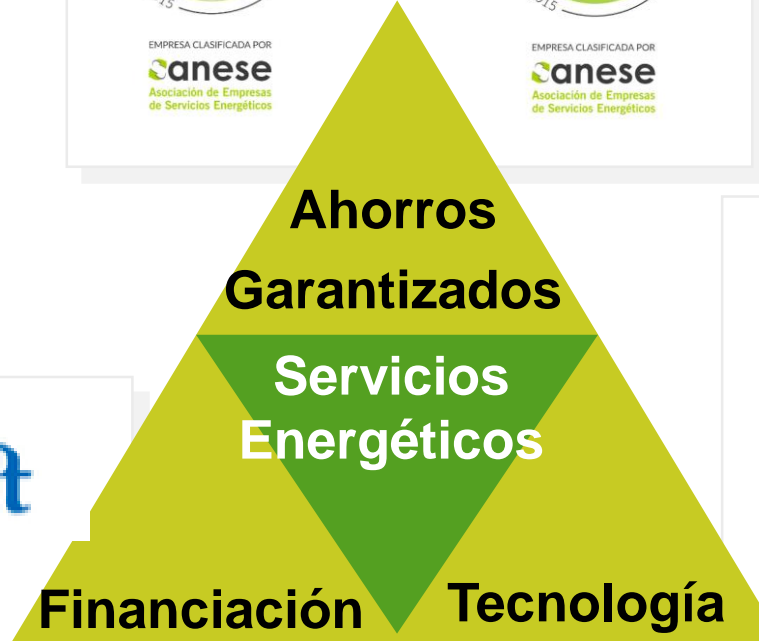 2015
EMPRESA CLASIFICADA POR
anese
Asociación de Empresas
de Servicios Energéticos
EMPRESA CLASIFICADA POR
anese
Asociación de Empresas
de Servicios Energéticos
Ahorros
Garantizados
Servicios
Energéticos
Financiación
Tecnología